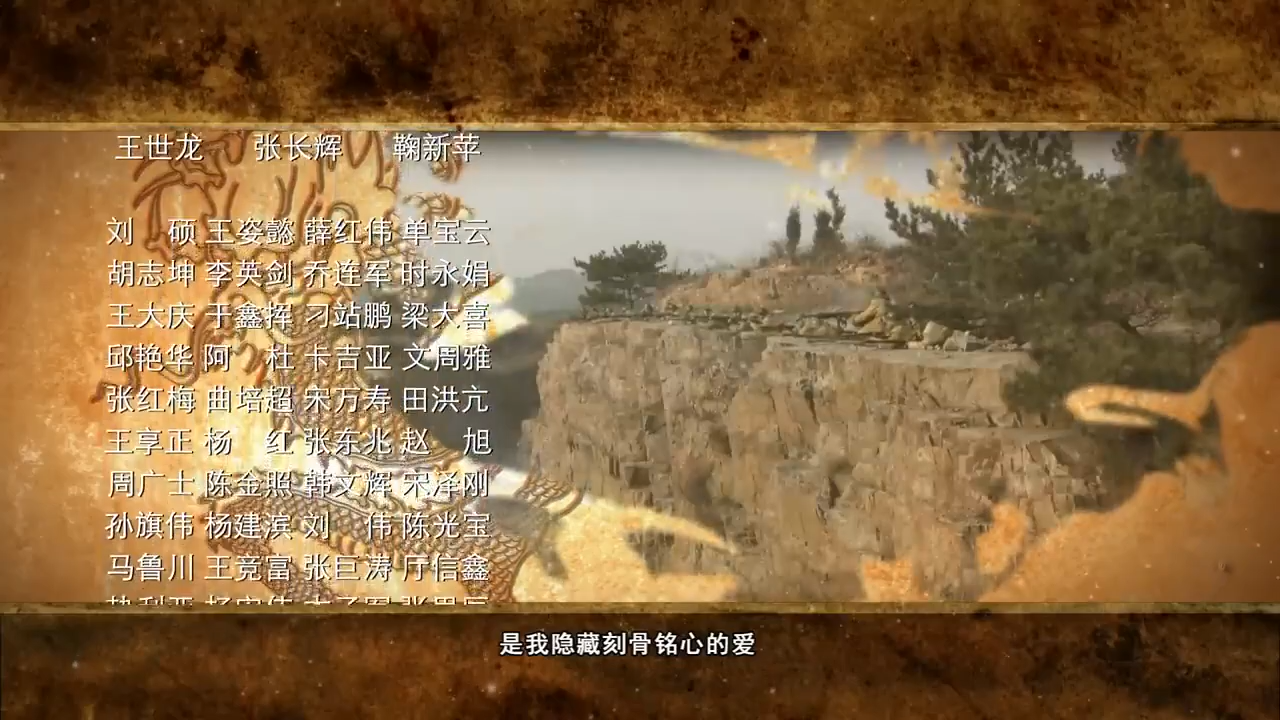 王世龙 张长辉 鞠新苹
刘 硕 王姿懿 薛红伟 单宝云
胡志坤 李英剑 乔连军 时永娟
王大庆 于鑫挥 刁站鹏 梁大喜
邱艳华 阿 杜 卡吉亚 文周雅
张红梅 曲培超 宋万寿 田洪亢
王享正 杨 红 张东兆 赵 旭
周广士 陈金照 韩文辉 宋泽刚
孙旗伟 杨建滨 刘 伟 陈光宝
马鲁川 王竞富 张巨涛 厅信鑫
是我隐藏刻骨铭心的爱